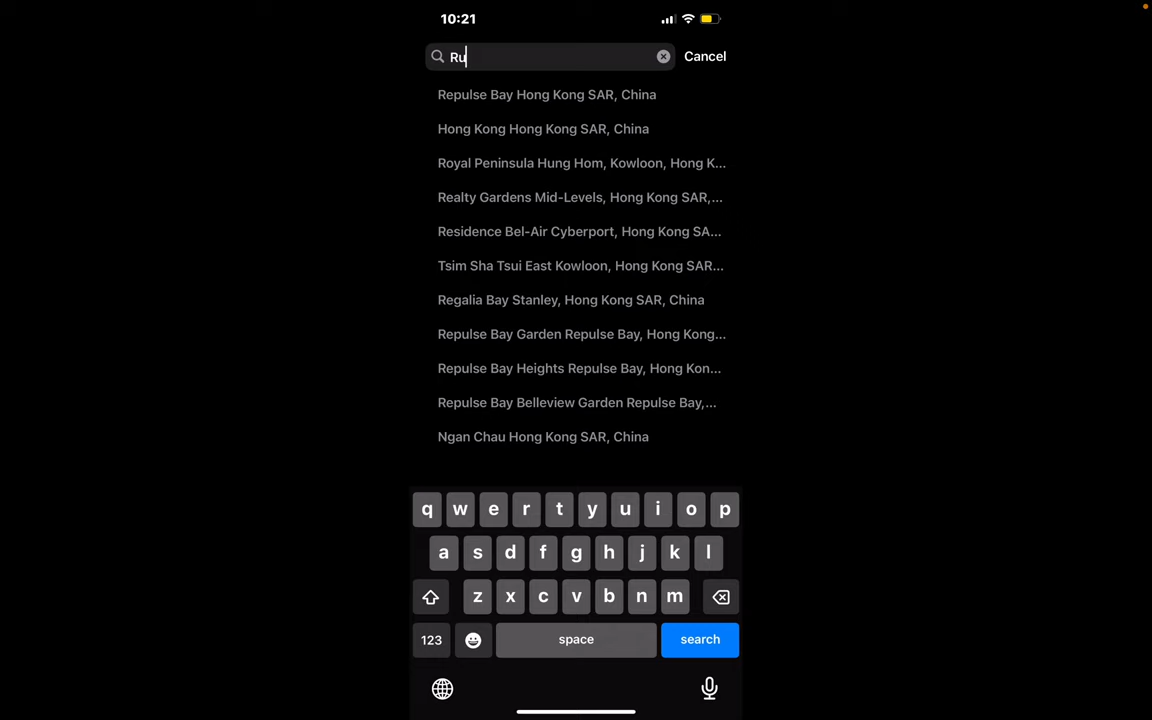 10:21
Ru
Cancel
Repulse Bay Hong Kong SAR, China
Hong Kong Hong Kong SAR, China
Royal Peninsula Hung Hom, Kowloon, Hong K...
Realty Gardens Mid-Levels, Hong Kong SAR,...
Residence Bel-Air Cyberport, Hong Kong SA...
Tsim Sha Tsui East Kowloon, Hong Kong SAR...
Regalia Bay Stanley, Hong Kong SAR, China
Repulse Bay Garden Repulse Bay, Hong Kong...
Repulse Bay Heights Repulse Bay, Hong Kon...
Repulse Bay Belleview Garden Repulse Bay,...
Ngan Chau Hong Kong SAR, China
q w e r t y u i o p
a s d f g h j k l
z x c v b n m
123 space search